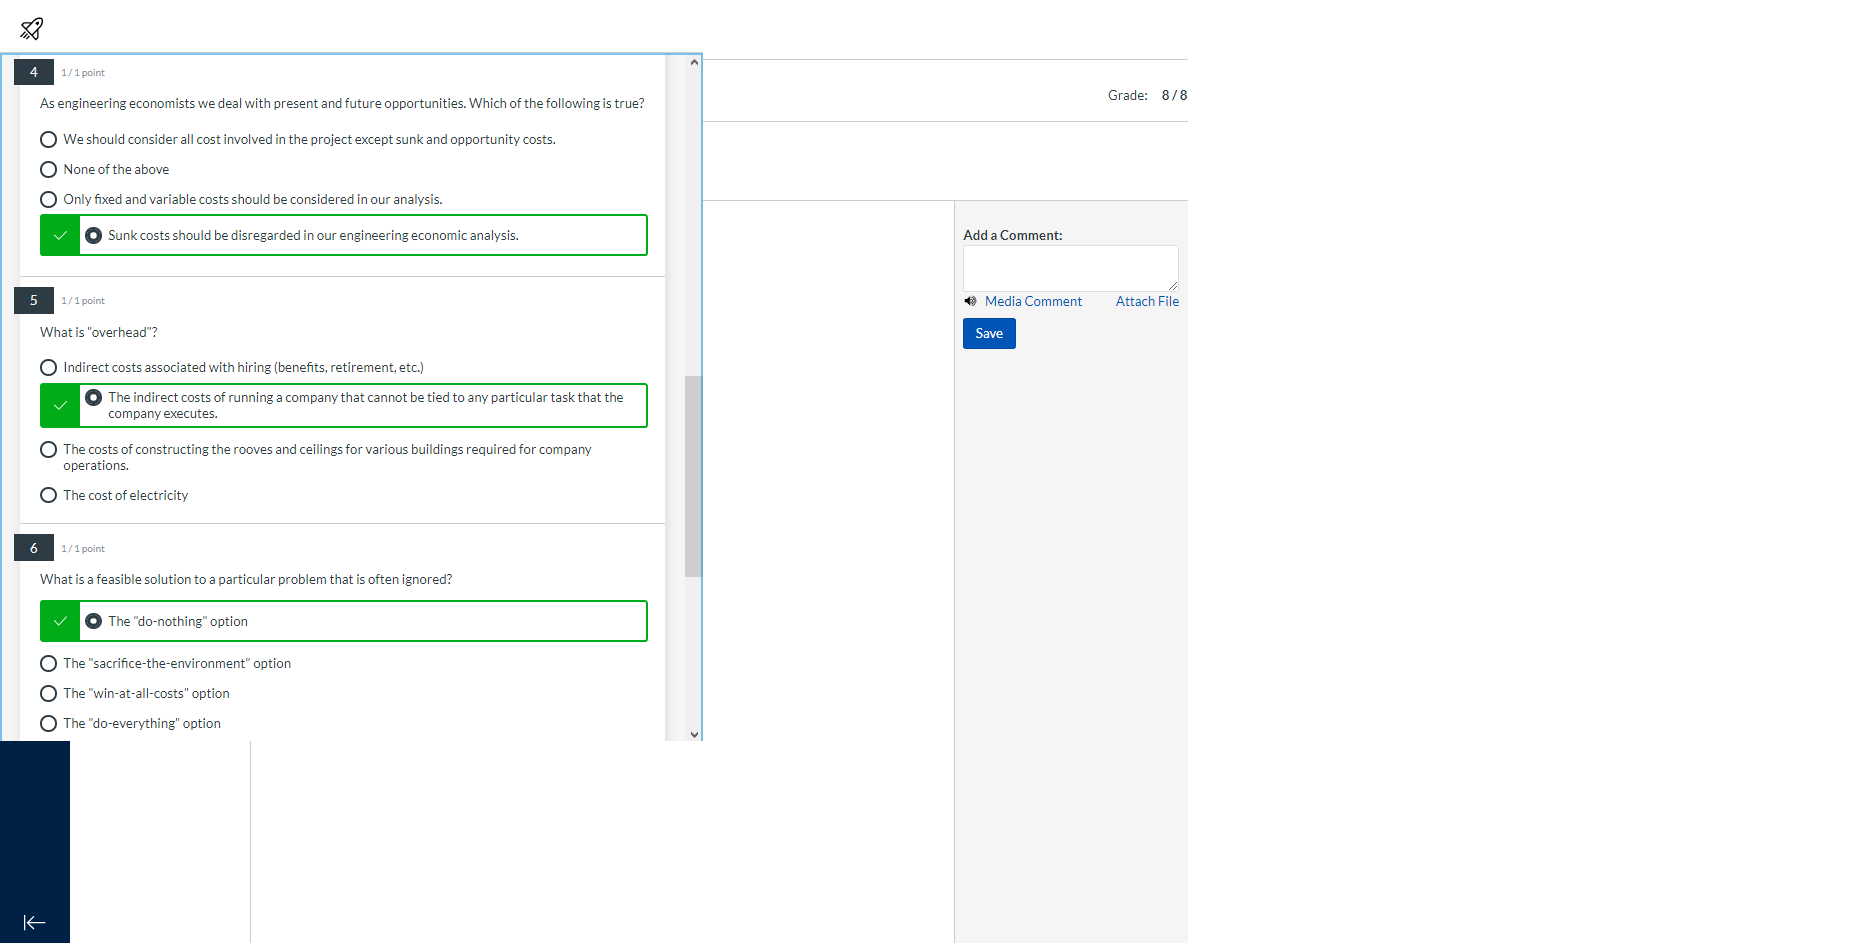 4
1 / 1 point
As engineering economists we deal with present and future opportunities. Which of the following is true?
We should consider all cost involved in the project except sunk and opportunity costs.
None of the above
Only fixed and variable costs should be considered in our analysis.
Sunk costs should be disregarded in our engineering economic analysis.
5
1 / 1 point
What is "overhead"?
Indirect costs associated with hiring (benefits, retirement, etc.)
The indirect costs of running a company that cannot be tied to any particular task that the
company executes.
The costs of constructing the rooves and ceilings for various buildings required for company
operations.
The cost of electricity
6
1 / 1 point
What is a feasible solution to a particular problem that is often ignored?
The "do-nothing" option
The "sacrifice-the-environment" option
The "win-at-all-costs" option
The "do-everything" option
Grade: 8 / 8
Add a Comment:
Media Comment Attach File
Save